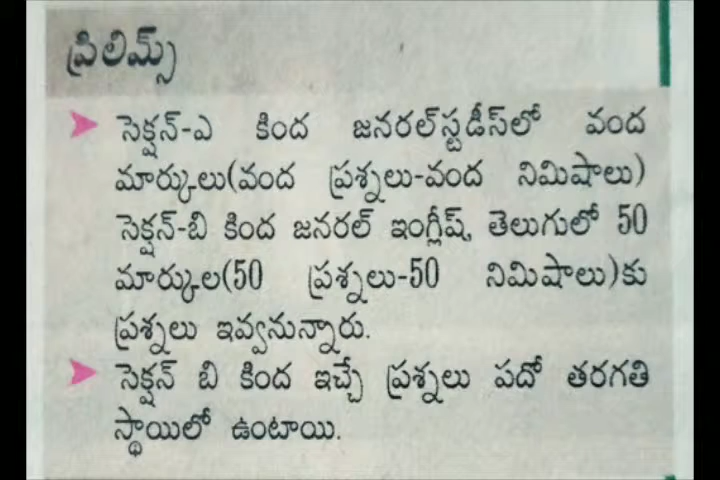 ప్రిలిమ్స్
సెక్షన్-ఎ కింద జనరల్‌స్టడీస్‌లో వంద
మార్కులు(వంద ప్రశ్నలు-వంద నిమిషాలు)
సెక్షన్-బి కింద జనరల్ ఇంగ్లీష్, తెలుగులో 50
మార్కుల(50 ప్రశ్నలు-50 నిమిషాలు)కు
ప్రశ్నలు ఇవ్వనున్నారు.
సెక్షన్ బి కింద ఇచ్చే ప్రశ్నలు పదో తరగతి
స్థాయిలో ఉంటాయి.